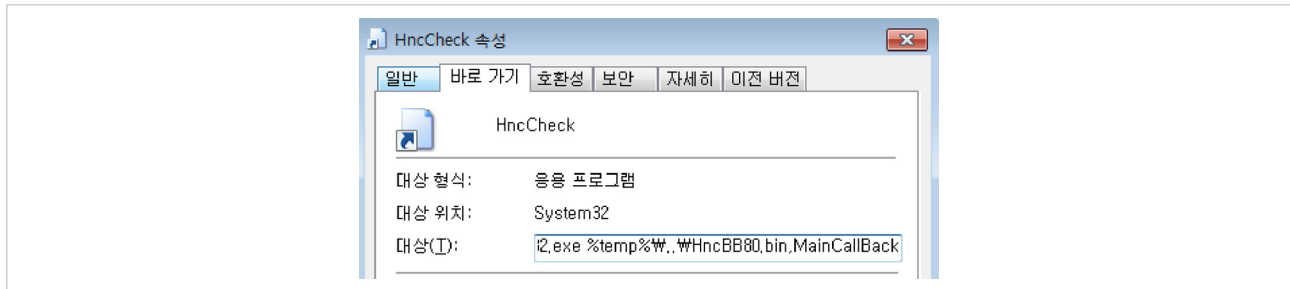 HncCheck 속성
일반 바로 가기 호환성 보안 자세히 이전 버전
HncCheck
대상 형식: 응용 프로그램
대상 위치: System32
대상(T): i2.exe %temp%₩..₩HncBB80.bin,MainCallBack